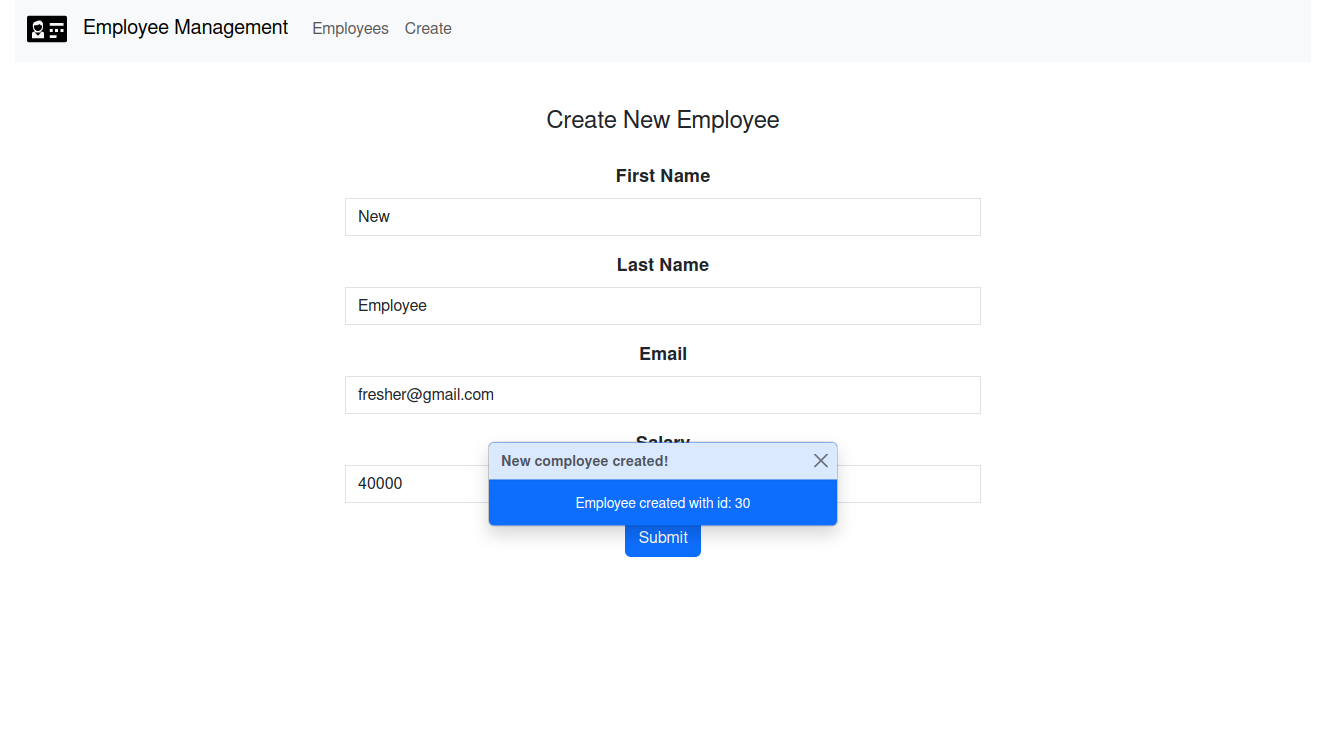 Employee Management Employees Create
Create New Employee
First Name
New
Last Name
Employee
Email
fresher@gmail.com
Salary
New comployee created!
40000
Employee created with id: 30
Submit